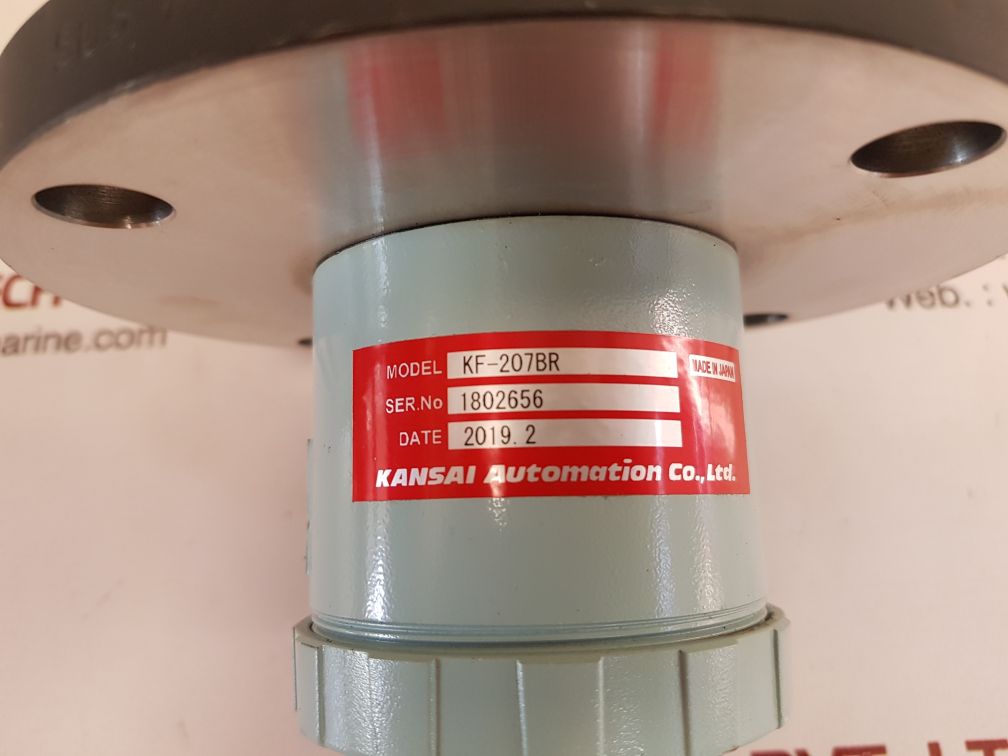 MODEL KF-207BR MADE IN JAPAN
SER.No 1802656
DATE 2019.2
KANSAI Automation Co.,Ltd.
arine.com
Web. :